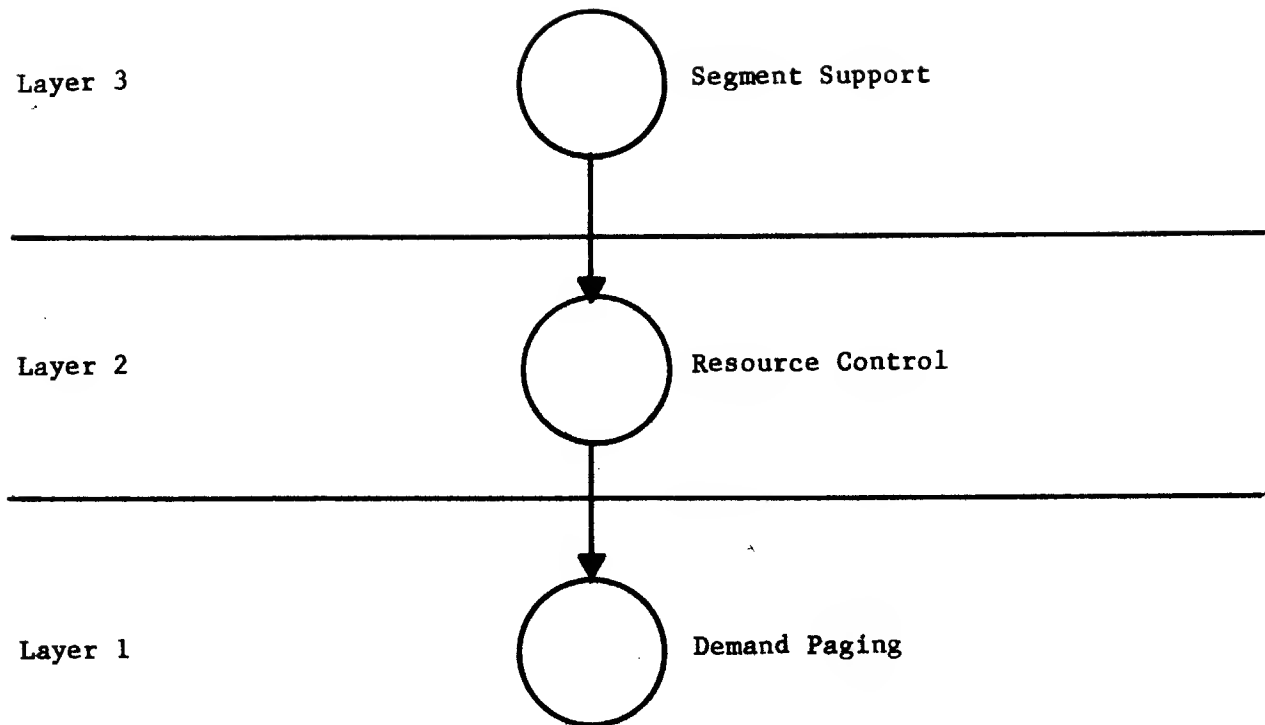 Layer 3 Segment Support
Layer 2 Resource Control
Layer 1 Demand Paging